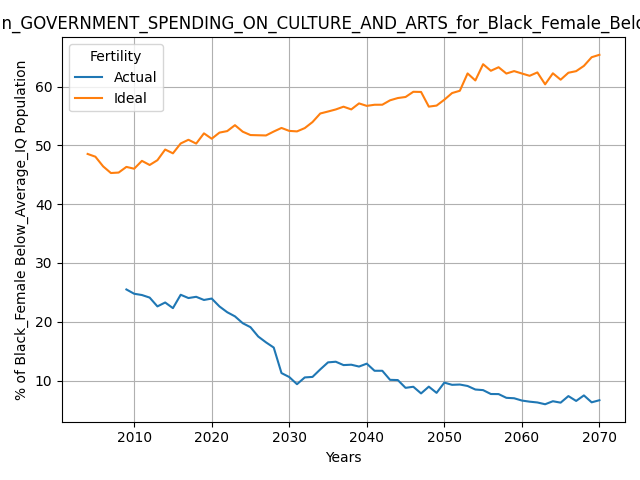 n_GOVERNMENT_SPENDING_ON_CULTURE_AND_ARTS_for_Black_Female_Belo
Fertility
Actual
Ideal
% of Black_Female Below_Average_IQ Population
60
50
40
30
20
10
2010 2020 2030 2040 2050 2060 2070
Years